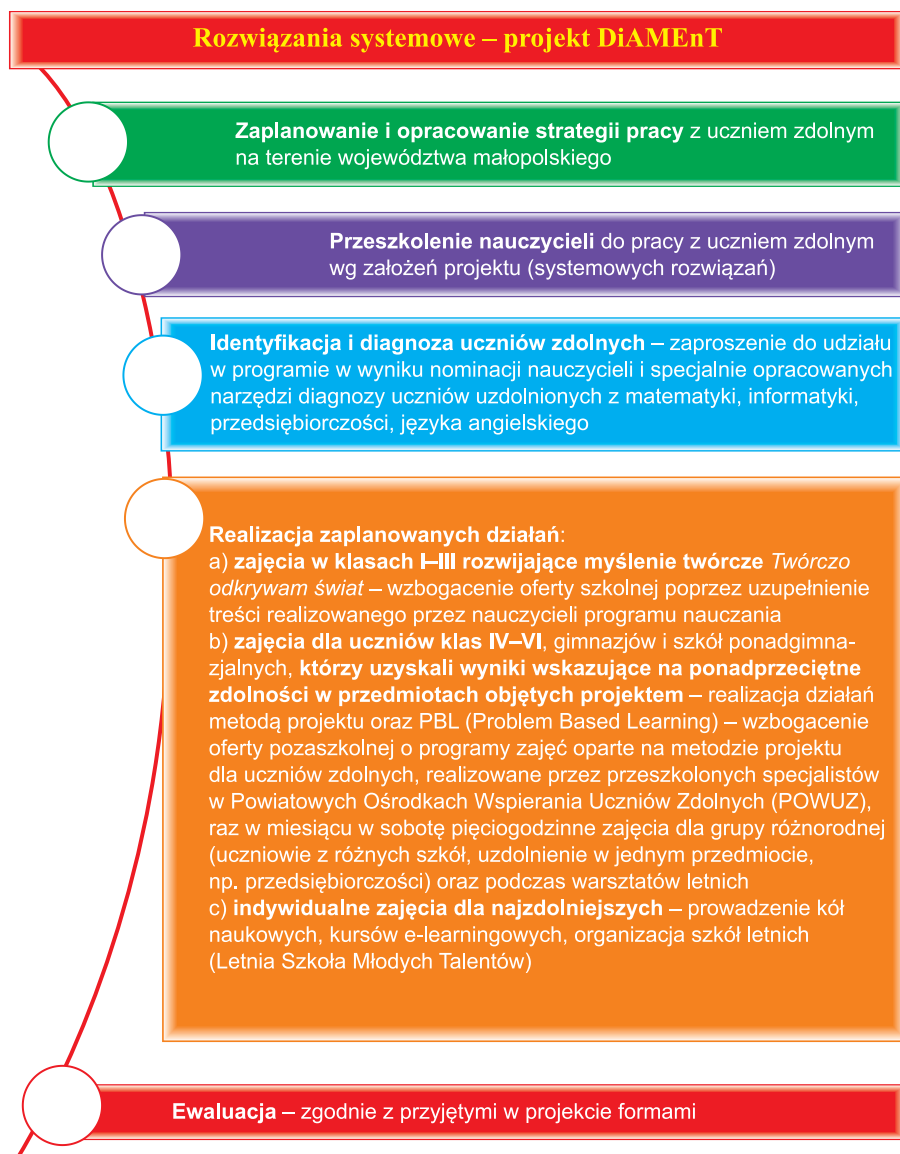 Rozwiązania systemowe – projekt DiAMEnT
Zaplanowanie i opracowanie strategii pracy z uczniem zdolnym
na terenie województwa małopolskiego
Przeszkolenie nauczycieli do pracy z uczniem zdolnym
wg założeń projektu (systemowych rozwiązań)
Identyfikacja i diagnoza uczniów zdolnych – zaproszenie do udziału
w programie w wyniku nominacji nauczycieli i specjalnie opracowanych
narzędzi diagnozy uczniów uzdolnionych z matematyki, informatyki,
przedsiębiorczości, języka angielskiego
Realizacja zaplanowanych działań:
a) zajęcia w klasach I–III rozwijające myślenie twórcze Twórczo
odkrywam świat – wzbogacenie oferty szkolnej poprzez uzupełnienie
treści realizowanego przez nauczycieli programu nauczania
b) zajęcia dla uczniów klas IV–VI, gimnazjów i szkół ponadgimna-
zjalnych, którzy uzyskali wyniki wskazujące na ponadprzeciętne
zdolności w przedmiotach objętych projektem – realizacja działań
metodą projektu oraz PBL (Problem Based Learning) – wzbogacenie
oferty pozaszkolnej o programy zajęć oparte na metodzie projektu
dla uczniów zdolnych, realizowane przez przeszkolonych specjalistów
w Powiatowych Ośrodkach Wspierania Uczniów Zdolnych (POWUZ),
raz w miesiącu w sobotę pięciogodzinne zajęcia dla grupy różnorodnej
(uczniowie z różnych szkół, uzdolnienie w jednym przedmiocie,
np. przedsiębiorczości) oraz podczas warsztatów letnich
c) indywidualne zajęcia dla najzdolniejszych – prowadzenie kół
naukowych, kursów e-learningowych, organizacja szkół letnich
(Letnia Szkoła Młodych Talentów)
Ewaluacja – zgodnie z przyjętymi w projekcie formami